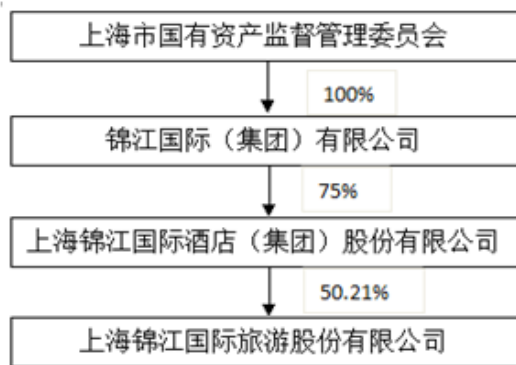 上海市国有资产监督管理委员会
100%
锦江国际（集团）有限公司
75%
上海锦江国际酒店（集团）股份有限公司
50.21%
上海锦江国际旅游股份有限公司